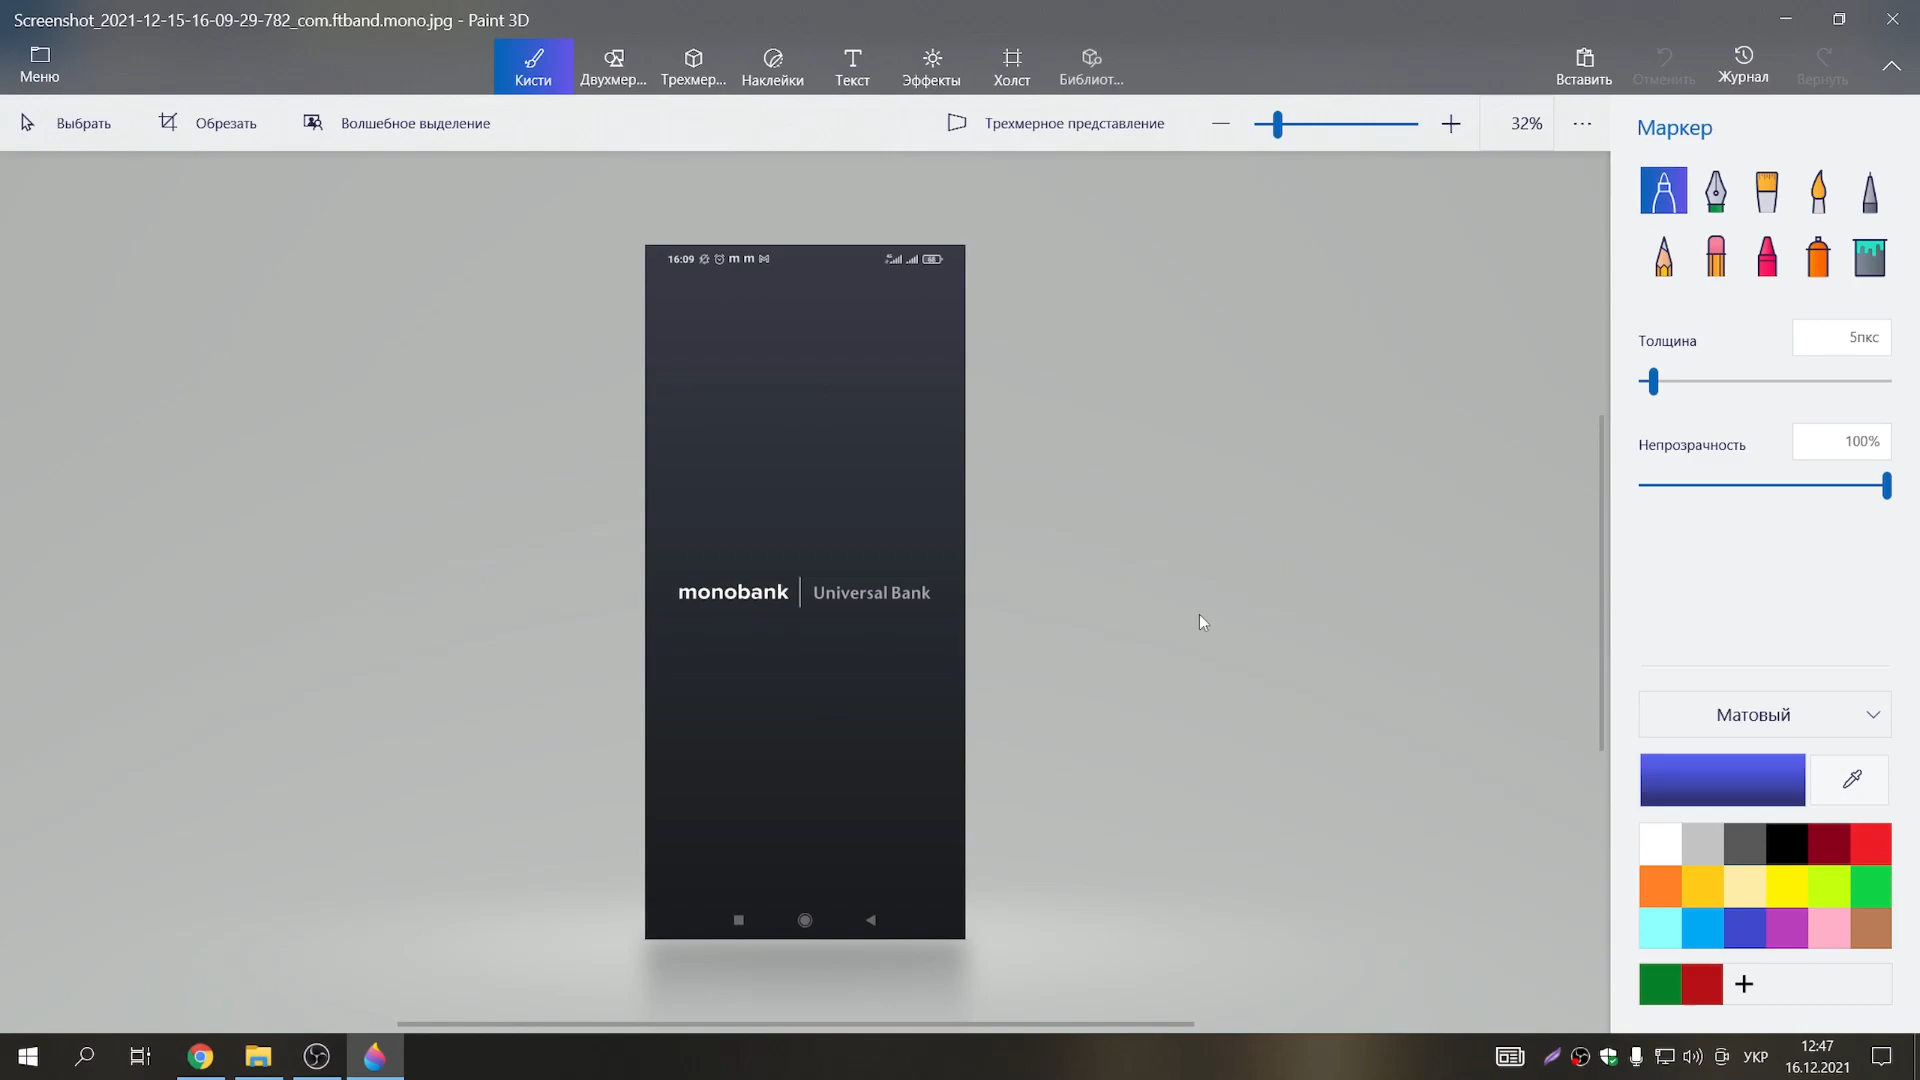 Screenshot_2021-12-15-16-09-29-782_com.ftband.mono.jpg - Paint 3D
Меню
Кисти
Двухмер...
Трехмер...
Наклейки
Текст
Эффекты
Холст
Библиот...
Вставить
Отменить
Журнал
Вернуть
Выбрать
Обрезать
Волшебное выделение
Трехмерное представление
32%
Маркер
16:09
m m
68
Толщина
5пкс
Непрозрачность
100%
monobank | Universal Bank
Матовый
УКР
12:47
16.12.2021